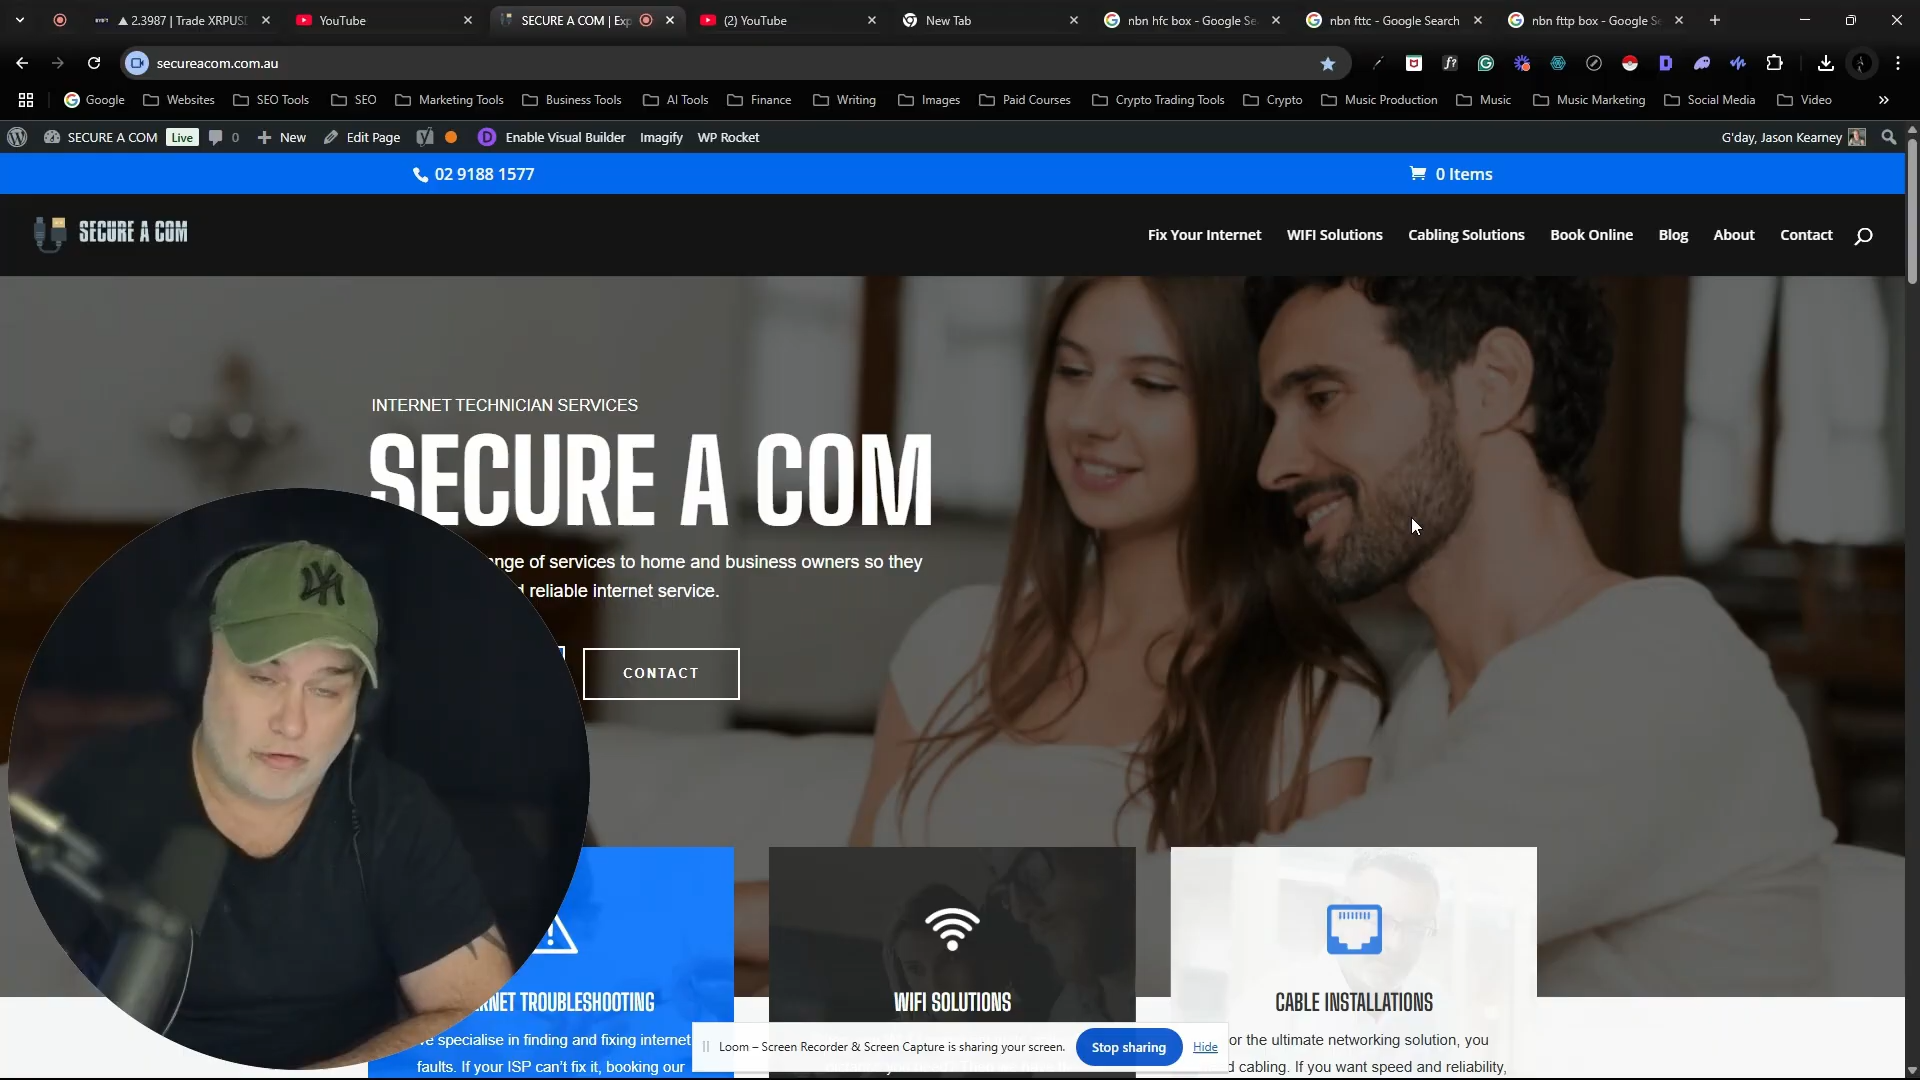 2.3987 | Trade XRPUS
YouTube
SECURE A COM | Exp
(2) YouTube
New Tab
nbn hfc box - Google Se
nbn fttc - Google Search
nbn fttp box - Google Se
secureacom.com.au
Google
Websites
SEO Tools
SEO
Marketing Tools
Business Tools
AI Tools
Finance
Writing
Images
Paid Courses
Crypto Trading Tools
Crypto
Music Production
Music
Music Marketing
Social Media
Video
SECURE A COM
Live
0
New
Edit Page
Enable Visual Builder
Imagify
WP Rocket
G'day, Jason Kearney
02 9188 1577
0 Items
SECURE A COM
Fix Your Internet
WIFI Solutions
Cabling Solutions
Book Online
Blog
About
Contact
INTERNET TECHNICIAN SERVICES
SECURE A COM
nge of services to home and business owners so they
reliable internet service.
CONTACT
RNET TROUBLESHOOTING
e specialise in finding and fixing internet
faults. If your ISP can't fix it, booking our
WIFI SOLUTIONS
CABLE INSTALLATIONS
or the ultimate networking solution, you
d cabling. If you want speed and reliability,
Loom – Screen Recorder & Screen Capture is sharing your screen.
Stop sharing
Hide